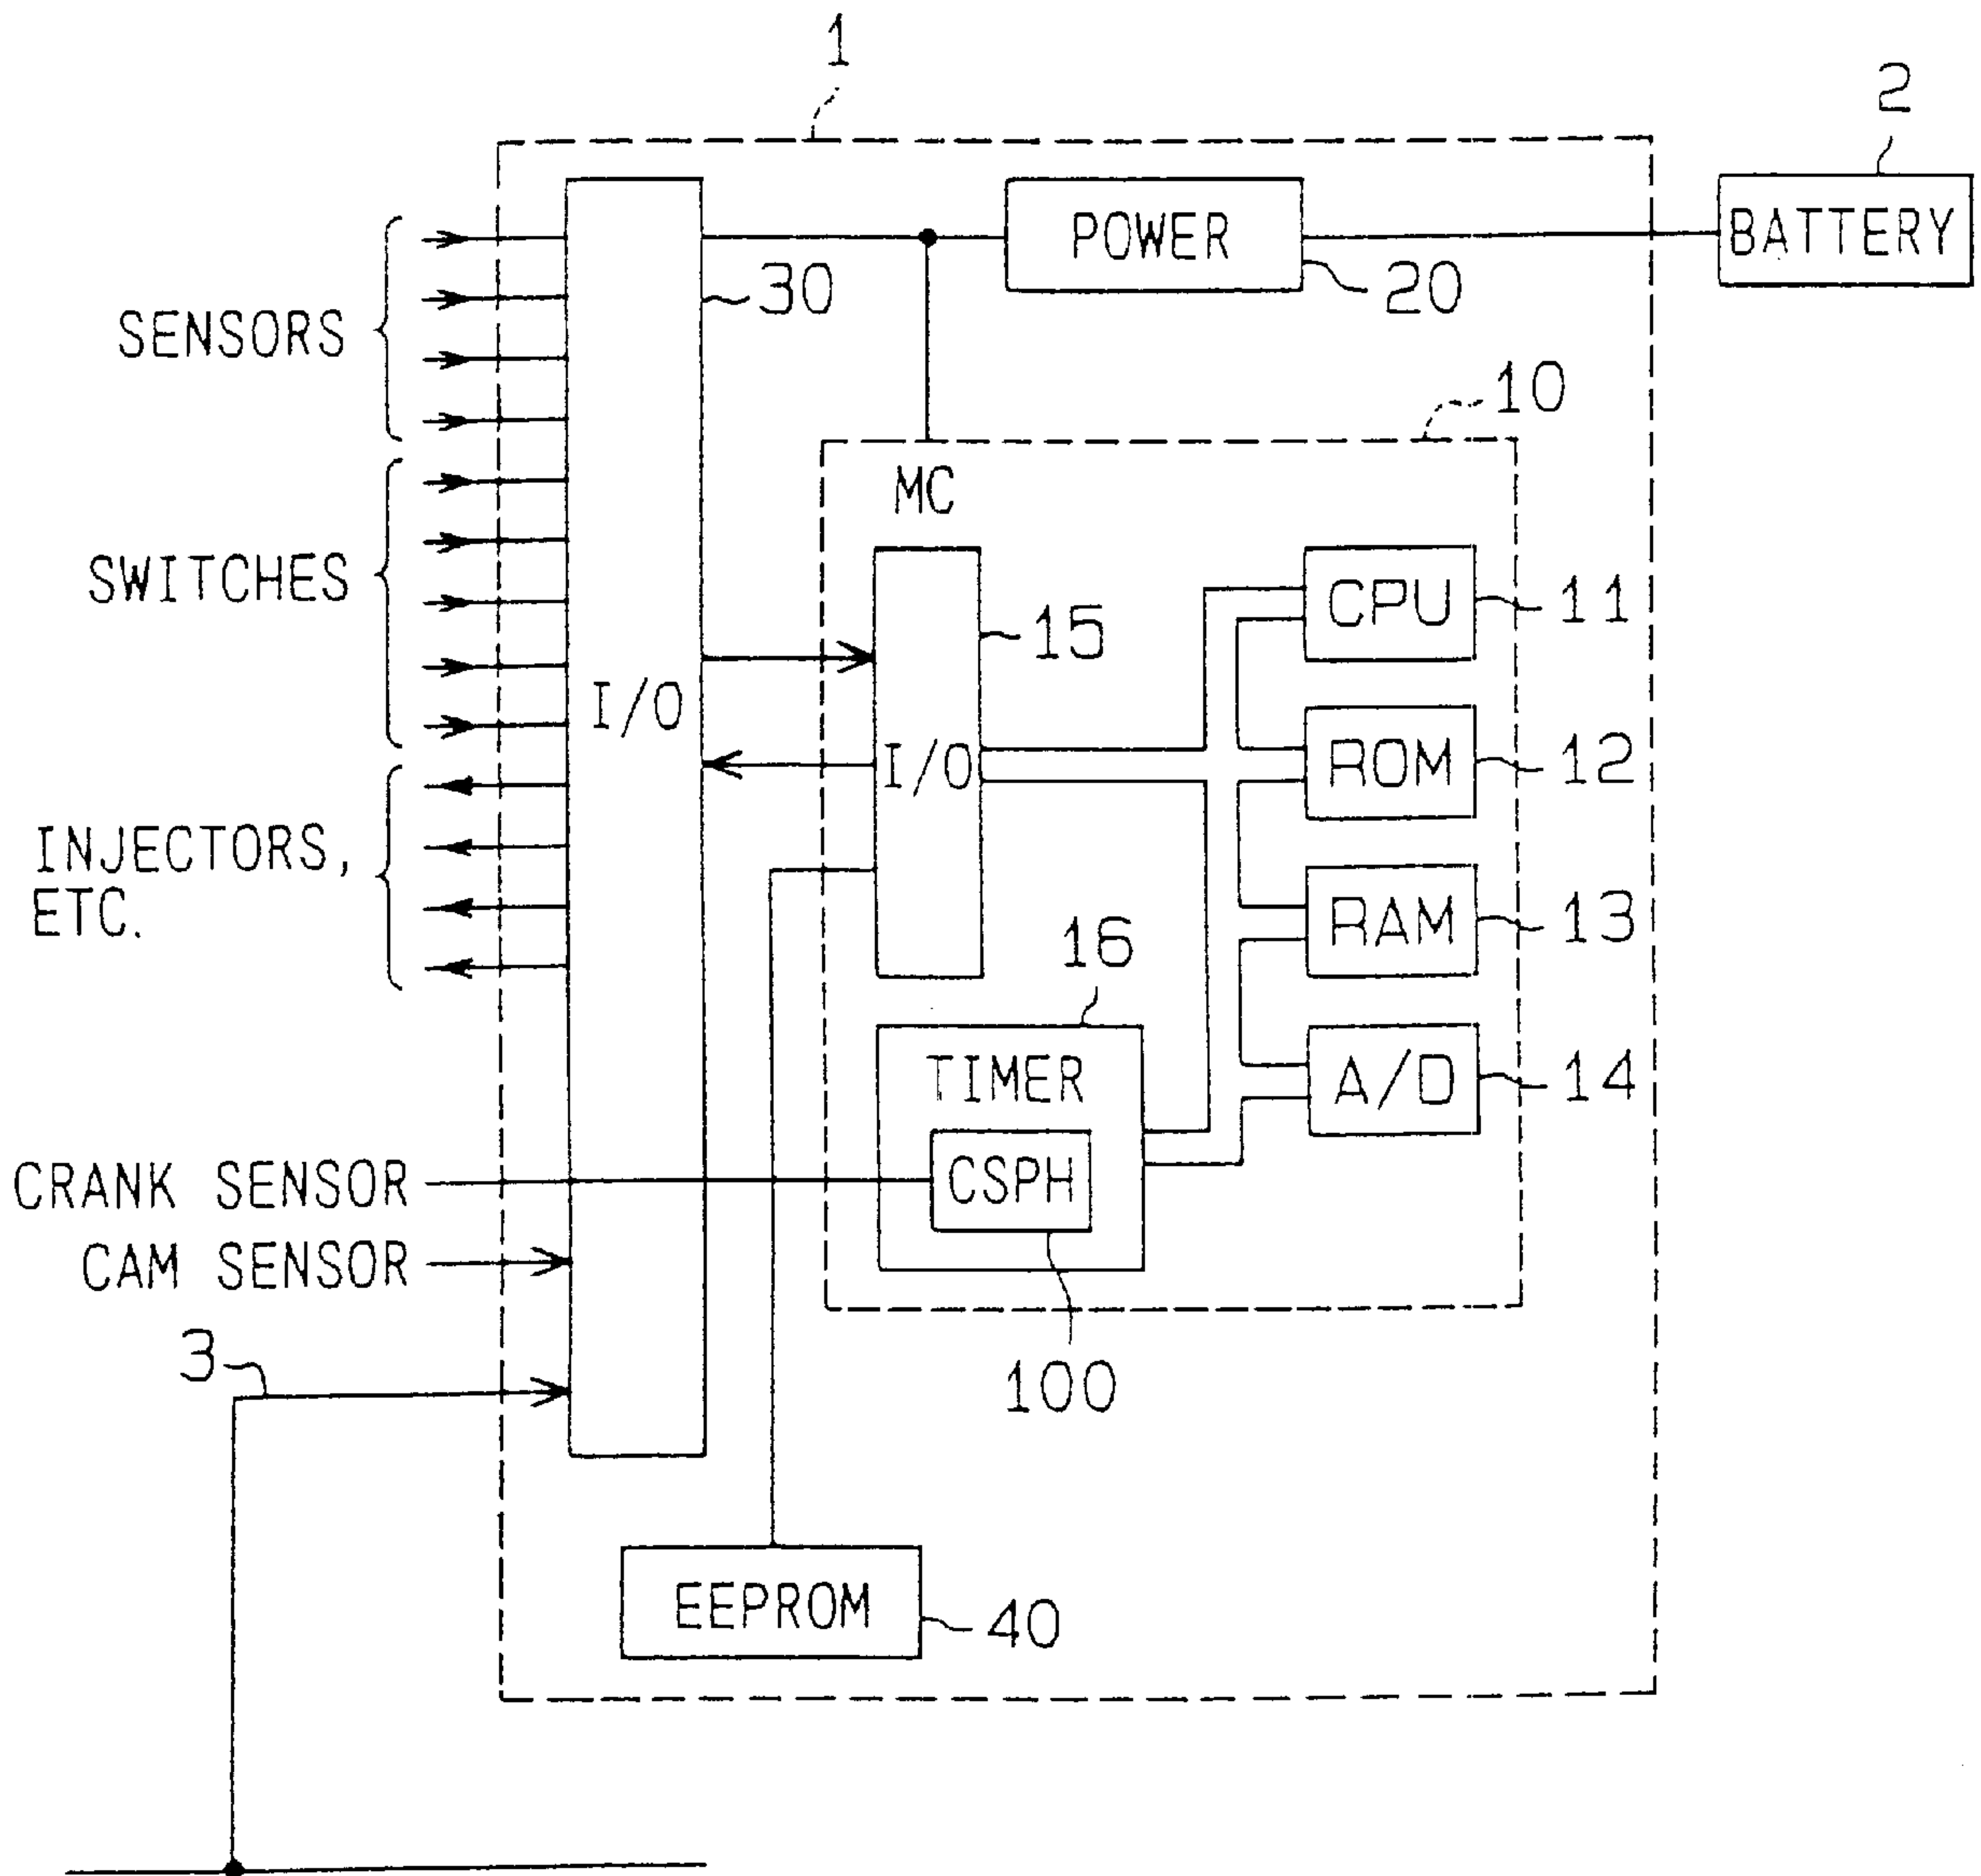 1
2
POWER
BATTERY
30
20
SENSORS
10
MC
SWITCHES
CPU
11
15
I/O
I/O
ROM
12
INJECTORS,
ETC.
RAM
13
16
TIMER
A/D
14
CRANK SENSOR
CSPH
CAM SENSOR
3
100
EEPROM
40